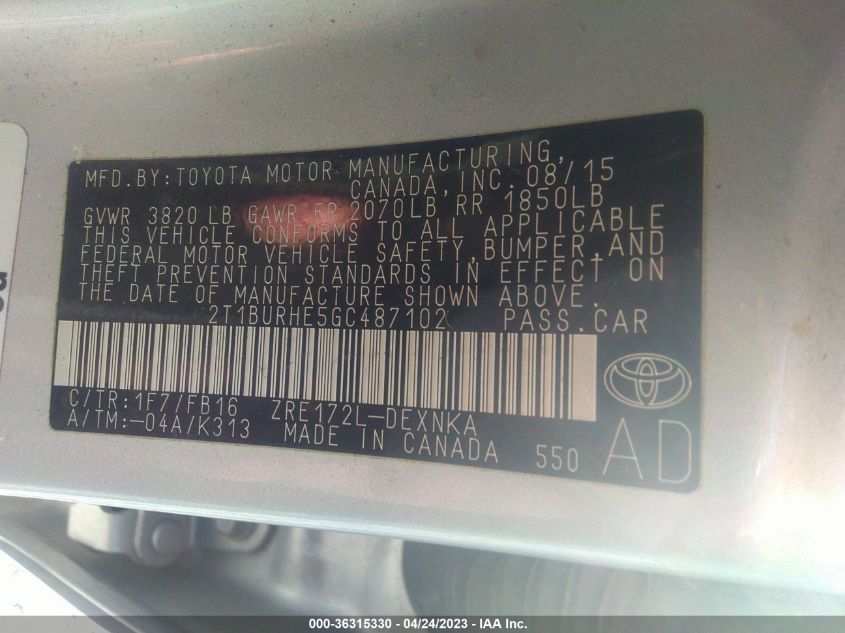 MFD.BY:TOYOTA MOTOR MANUFACTURING,
CANADA,INC. 08/15
GVWR 3820 LB GAWR FR 2070LB RR 1850LB
THIS VEHICLE CONFORMS TO ALL APPLICABLE
FEDERAL MOTOR VEHICLE SAFETY,BUMPER,AND
THEFT PREVENTION STANDARDS IN EFFECT ON
THE DATE OF MANUFACTURE SHOWN ABOVE.
2T1BURHE5GC487102 PASS.CAR
C/TR:1F7/FB16 ZRE172L-DEXNKA
A/TM:-04A/K313 MADE IN CANADA 550 AD
000-36315330 - 04/24/2023 - IAA Inc.